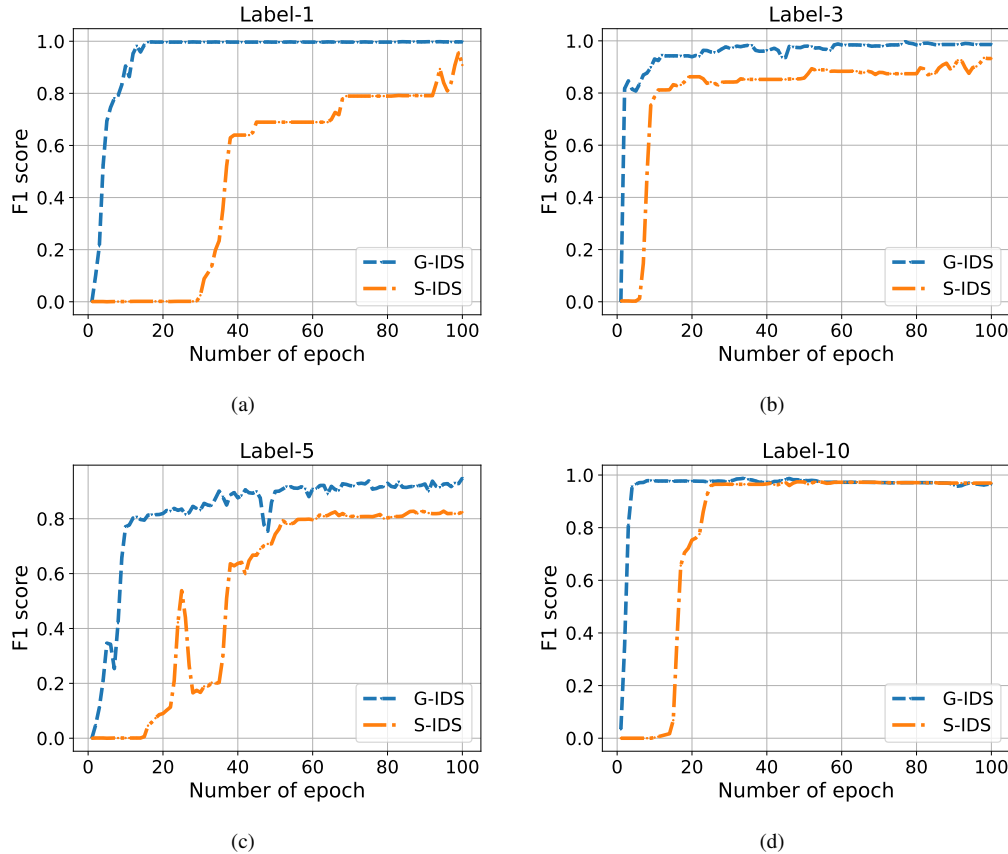 Label-1
F1 score
1.0
0.8
0.6
0.4
0.2
0.0
G-IDS
S-IDS
0 20 40 60 80 100
Number of epoch
(a)
Label-3
F1 score
1.0
0.8
0.6
0.4
0.2
0.0
G-IDS
S-IDS
0 20 40 60 80 100
Number of epoch
(b)
Label-5
F1 score
0.8
0.6
0.4
0.2
0.0
G-IDS
S-IDS
0 20 40 60 80 100
Number of epoch
(c)
Label-10
F1 score
1.0
0.8
0.6
0.4
0.2
0.0
G-IDS
S-IDS
0 20 40 60 80 100
Number of epoch
(d)